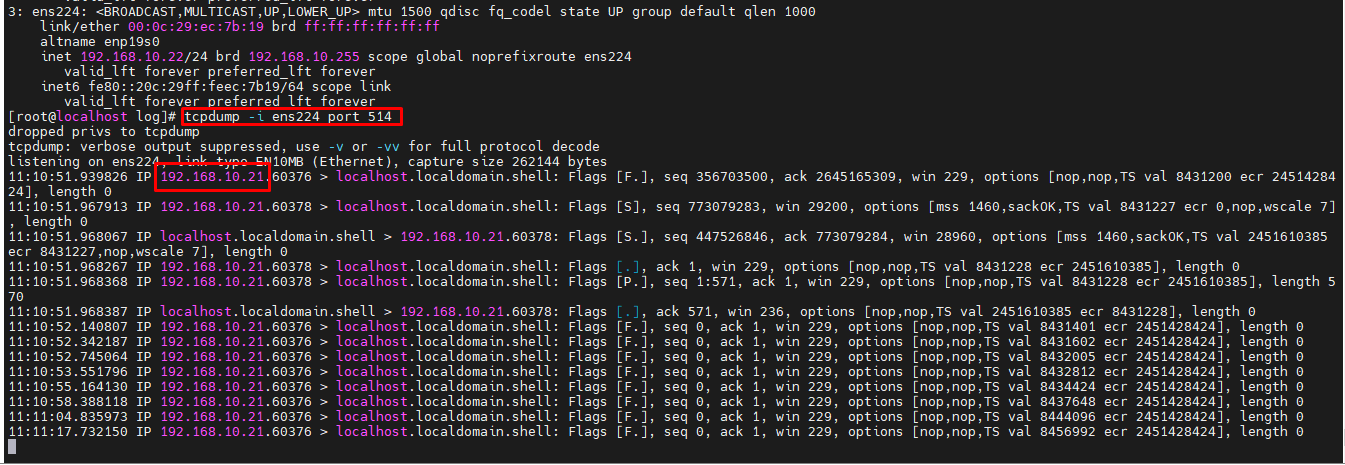 3: ens224: <BROADCAST,MULTICAST,UP,LOWER_UP> mtu 1500 qdisc fq_codel state UP group default qlen 1000
link/ether 00:0c:29:ec:7b:19 brd ff:ff:ff:ff:ff:ff
altname enp19s0
inet 192.168.10.22/24 brd 192.168.10.255 scope global noprefixroute ens224
valid_lft forever preferred_lft forever
inet6 fe80::20c:29ff:feec:7b19/64 scope link
valid_lft forever preferred_lft forever
[root@localhost log]# tcpdump -i ens224 port 514
dropped privs to tcpdump
tcpdump: verbose output suppressed, use -v or -vv for full protocol decode
listening on ens224, link-type EN10MB (Ethernet), capture size 262144 bytes
11:10:51.939826 IP 192.168.10.21.60376 > localhost.localdomain.shell: Flags [F.], seq 356703500, ack 2645165309, win 229, options [nop,nop,TS val 8431200 ecr 24514284
24], length 0
11:10:51.967913 IP 192.168.10.21.60378 > localhost.localdomain.shell: Flags [S], seq 773079283, win 29200, options [mss 1460,sackOK,TS val 8431227 ecr 0,nop,wscale 7]
, length 0
11:10:51.968067 IP localhost.localdomain.shell > 192.168.10.21.60378: Flags [S.], seq 447526846, ack 773079284, win 28960, options [mss 1460,sackOK,TS val 2451610385
ecr 8431227,nop,wscale 7], length 0
11:10:51.968267 IP 192.168.10.21.60378 > localhost.localdomain.shell: Flags [.], ack 1, win 229, options [nop,nop,TS val 8431228 ecr 2451610385], length 0
11:10:51.968368 IP 192.168.10.21.60378 > localhost.localdomain.shell: Flags [P.], seq 1:571, ack 1, win 229, options [nop,nop,TS val 8431228 ecr 2451610385], length 5
70
11:10:51.968387 IP localhost.localdomain.shell > 192.168.10.21.60378: Flags [.], ack 571, win 236, options [nop,nop,TS val 2451610385 ecr 8431228], length 0
11:10:52.140807 IP 192.168.10.21.60376 > localhost.localdomain.shell: Flags [F.], seq 0, ack 1, win 229, options [nop,nop,TS val 8431401 ecr 2451428424], length 0
11:10:52.342187 IP 192.168.10.21.60376 > localhost.localdomain.shell: Flags [F.], seq 0, ack 1, win 229, options [nop,nop,TS val 8431602 ecr 2451428424], length 0
11:10:52.745064 IP 192.168.10.21.60376 > localhost.localdomain.shell: Flags [F.], seq 0, ack 1, win 229, options [nop,nop,TS val 8432005 ecr 2451428424], length 0
11:10:53.551796 IP 192.168.10.21.60376 > localhost.localdomain.shell: Flags [F.], seq 0, ack 1, win 229, options [nop,nop,TS val 8432812 ecr 2451428424], length 0
11:10:55.164130 IP 192.168.10.21.60376 > localhost.localdomain.shell: Flags [F.], seq 0, ack 1, win 229, options [nop,nop,TS val 8434424 ecr 2451428424], length 0
11:10:58.388118 IP 192.168.10.21.60376 > localhost.localdomain.shell: Flags [F.], seq 0, ack 1, win 229, options [nop,nop,TS val 8437648 ecr 2451428424], length 0
11:11:04.835973 IP 192.168.10.21.60376 > localhost.localdomain.shell: Flags [F.], seq 0, ack 1, win 229, options [nop,nop,TS val 8444096 ecr 2451428424], length 0
11:11:17.732150 IP 192.168.10.21.60376 > localhost.localdomain.shell: Flags [F.], seq 0, ack 1, win 229, options [nop,nop,TS val 8456992 ecr 2451428424], length 0